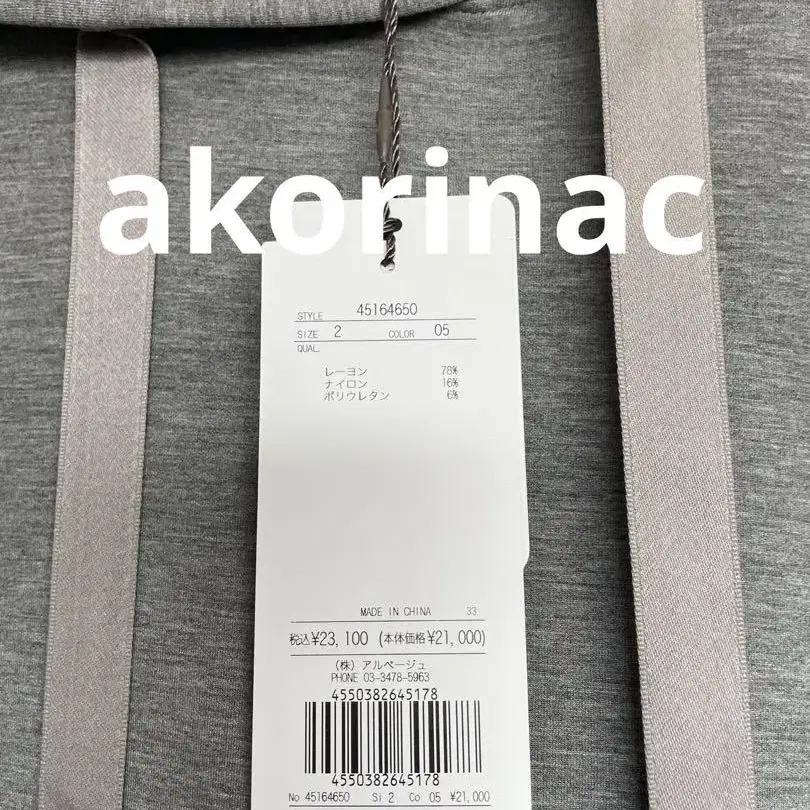 akorinac
STYLE 45164650
SIZE 2 COLOR 05
QUAL.
レーヨン 78%
ナイロン 16%
ポリウレタン 6%
MADE IN CHINA 33
税込¥23,100 (本体価格¥21,000)
(株) アルページュ
PHONE 03-3478-5963
4550382645178
4550382645178
No 45164650 Si 2 Co 05 ¥21,000